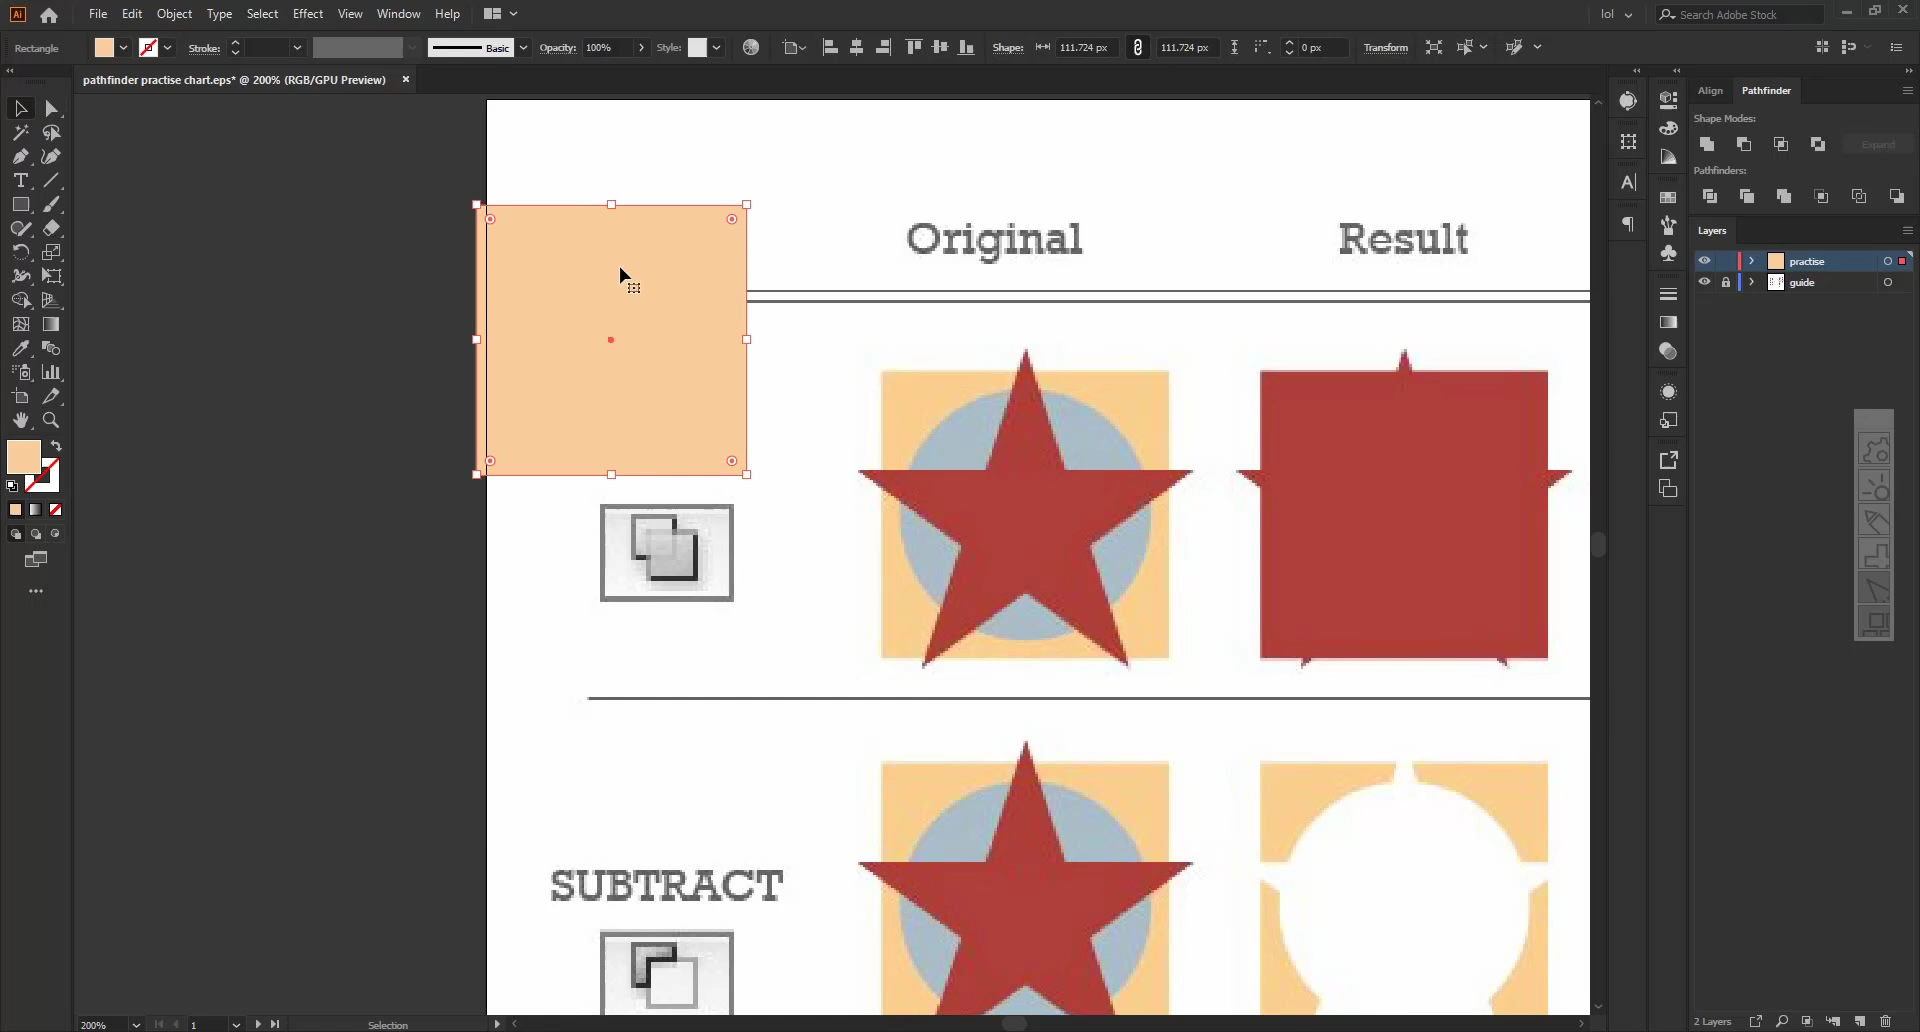 Ai File Edit Object Type Select Effect View Window Help lol Search Adobe Stock
Rectangle Stroke: Basic Opacity: 100% Style: Shape: 111.724 px 111.724 px 0 px Transform
pathfinder practise chart.eps* @ 200% (RGB/GPU Preview) ×
Align Pathfinder
Shape Modes:
Expand
Pathfinders:
Layers
practise
guide
Original Result
SUBTRACT
200% 1 Selection
2 Layers